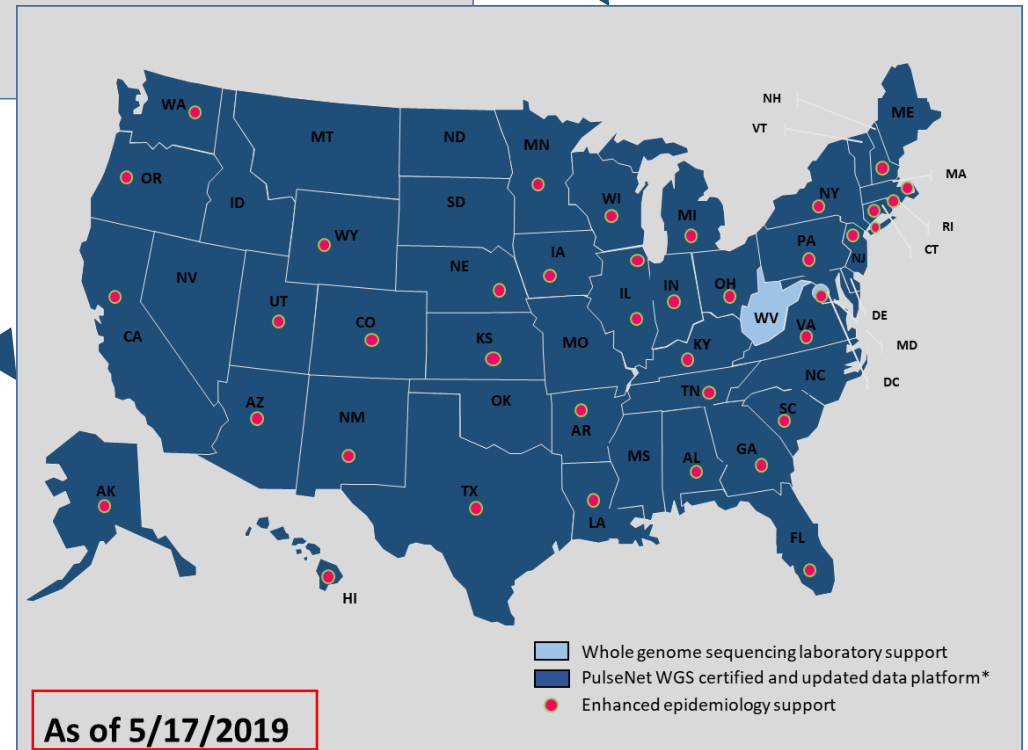 NH
ME
WA
VT
MT
ND
MN
MA
OR
NY
WI
ID
SD
MI
RI
WY
PA
CT
IA
NE
NJ
NV
IN
OH
UT
IL
DE
CO
WV
VA
CA
KS
MO
KY
MD
NC
DC
TN
AZ
OK
SC
NM
AR
GA
MS
AL
TX
AK
LA
FL
HI
Whole genome sequencing laboratory support
PulseNet WGS certified and updated data platform*
Enhanced epidemiology support
As of 5/17/2019